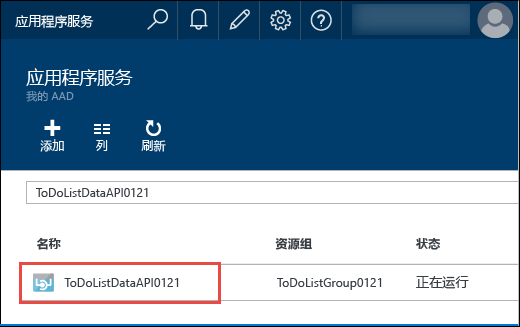 应用程序服务
应用程序服务
我的 AAD
添加 列 刷新
ToDoListDataAPI0121
名称 资源组 状态
ToDoListDataAPI0121 ToDoListGroup0121 正在运行